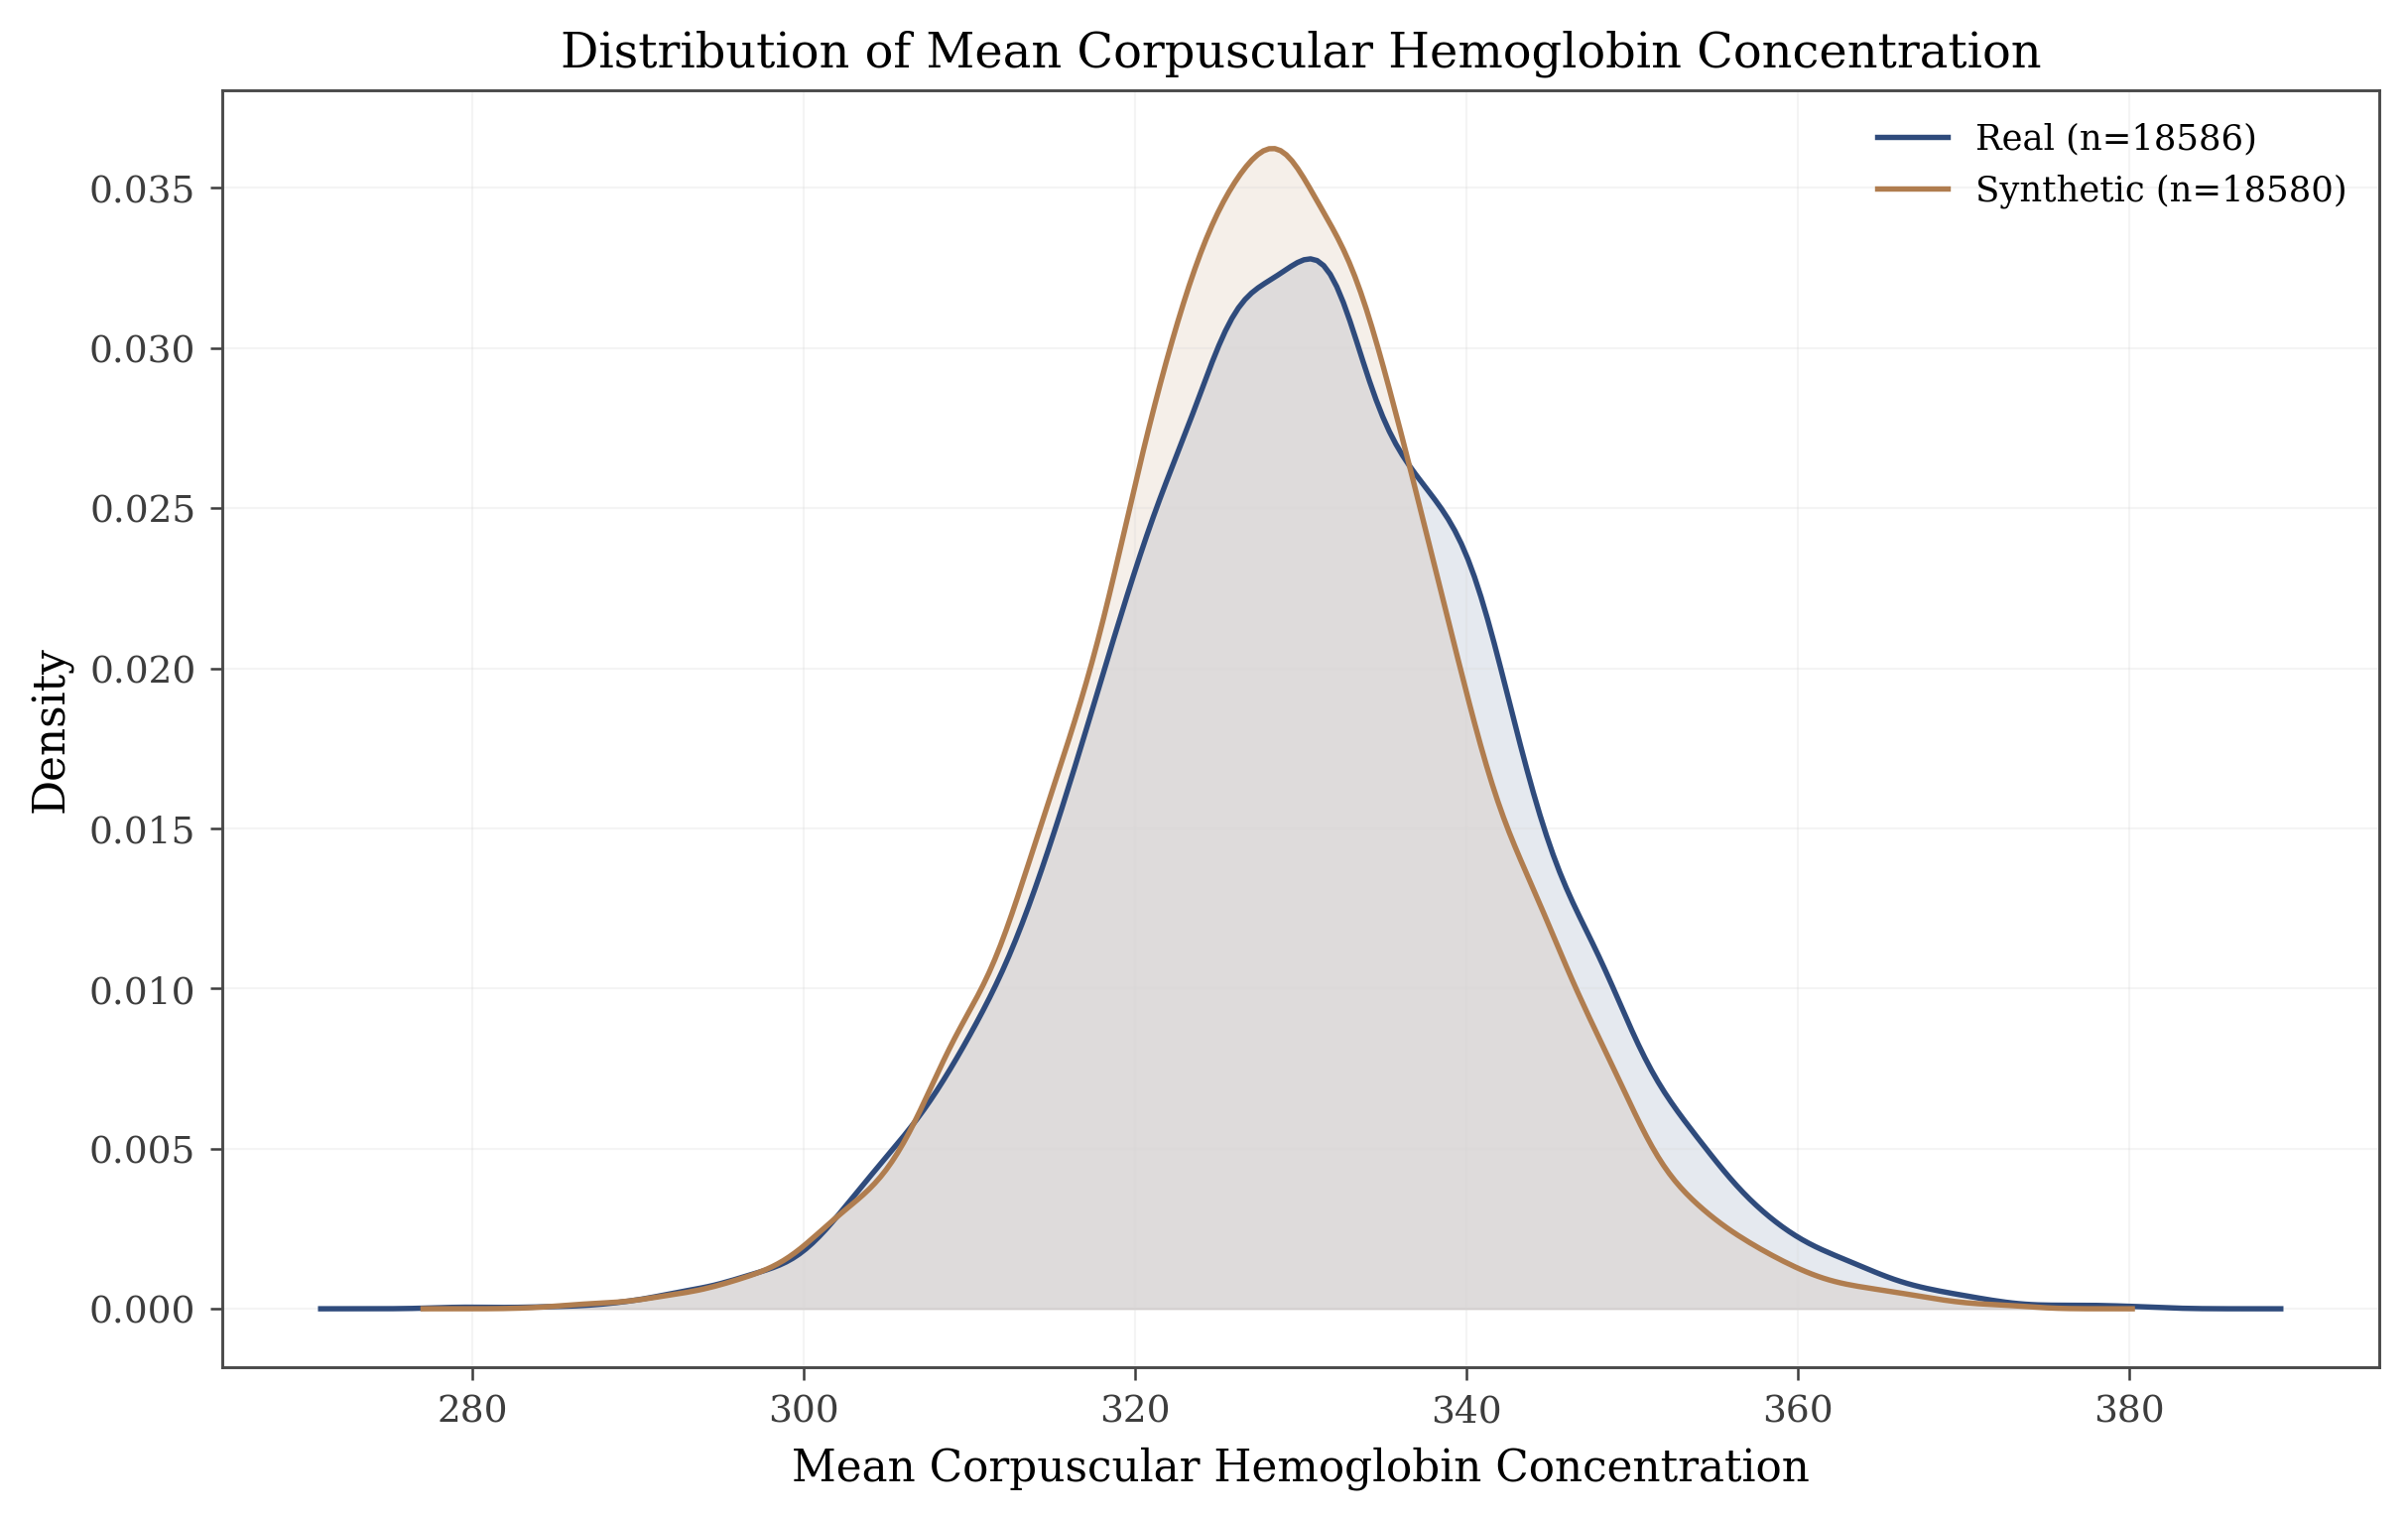 Distribution of Mean Corpuscular Hemoglobin Concentration
Real (n=18586)
Synthetic (n=18580)
Density
0.035
0.030
0.025
0.020
0.015
0.010
0.005
0.000
280 300 320 340 360 380
Mean Corpuscular Hemoglobin Concentration